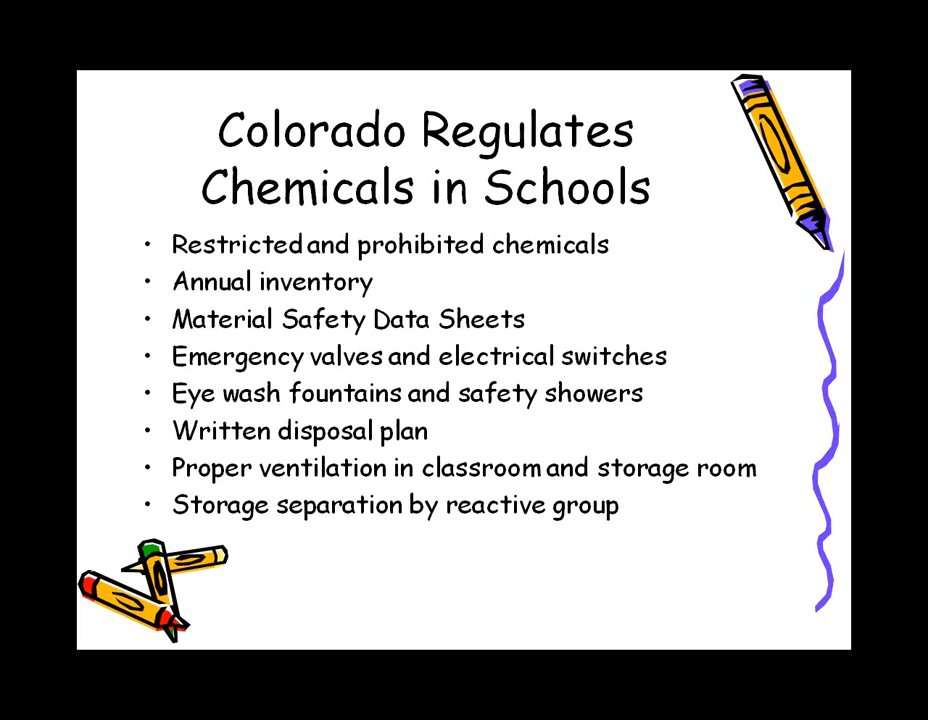 Colorado Regulates
Chemicals in Schools
• Restricted and prohibited chemicals
• Annual inventory
• Material Safety Data Sheets
• Emergency valves and electrical switches
• Eye wash fountains and safety showers
• Written disposal plan
• Proper ventilation in classroom and storage room
• Storage separation by reactive group